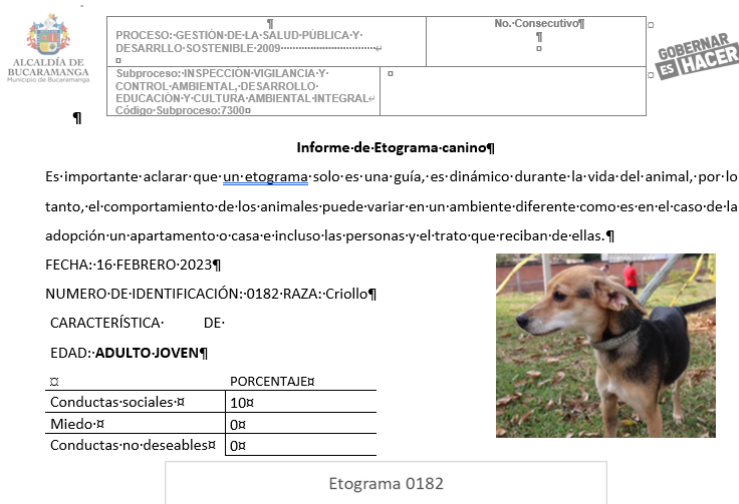 ALCALDÍA DE
BUCARAMANGA
Municipio de Bucaramanga
PROCESO: GESTIÓN DE LA SALUD PÚBLICA Y
DESARRLLO SOSTENIBLE 2009
No. Consecutivo
GOBERNAR
ES HACER
Subproceso: INSPECCIÓN VIGILANCIA Y
CONTROL AMBIENTAL, DESARROLLO
EDUCACIÓN Y CULTURA AMBIENTAL INTEGRAL
Código Subproceso:7300
Informe de Etograma canino
Es importante aclarar que un etograma solo es una guía, es dinámico durante la vida del animal, por lo
tanto, el comportamiento de los animales puede variar en un ambiente diferente como es en el caso de la
adopción un apartamento o casa e incluso las personas y el trato que reciban de ellas.
FECHA: 16 FEBRERO 2023
NUMERO DE IDENTIFICACIÓN: 0182 RAZA: Criollo
CARACTERÍSTICA DE
EDAD: ADULTO JOVEN
PORCENTAJE
Conductas sociales 10
Miedo 0
Conductas no deseables 0
Etograma 0182